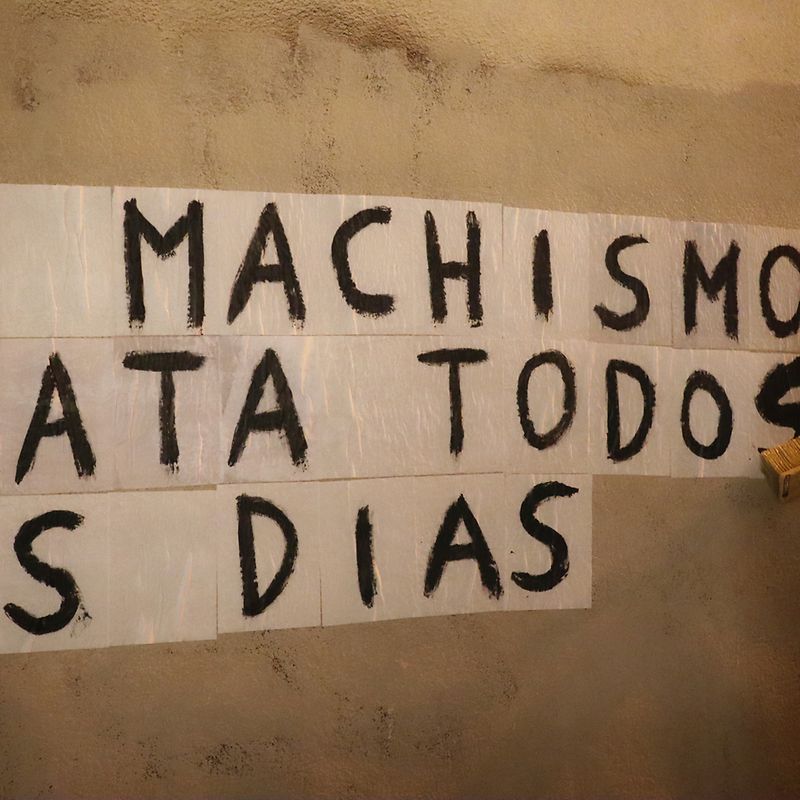 MACHISMO
ATA TODOS
S DIAS